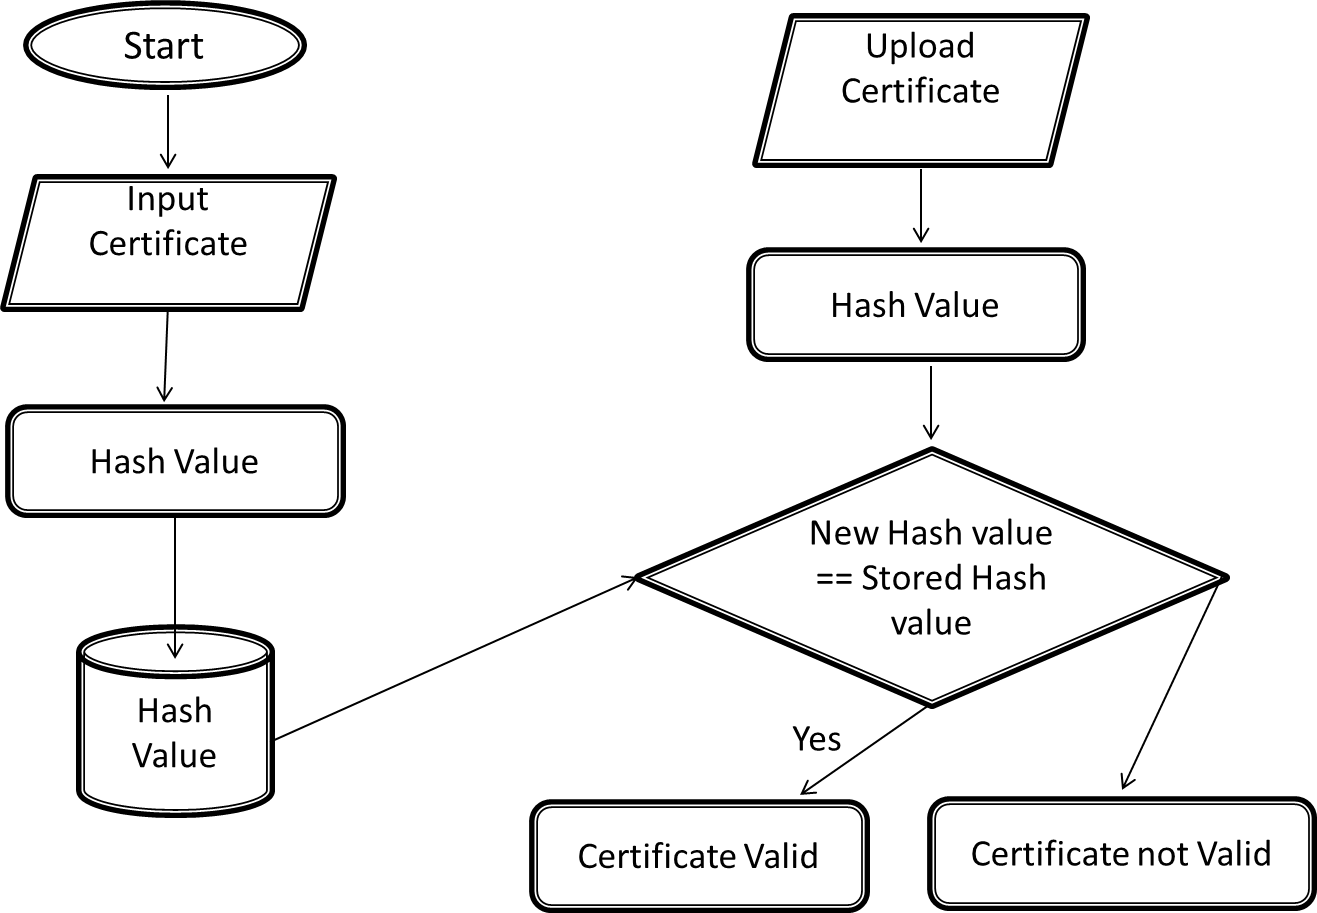 Start
Input
Certificate
Hash Value
Hash
Value
Upload
Certificate
Hash Value
New Hash value
== Stored Hash
value
Yes
Certificate Valid
Certificate not Valid